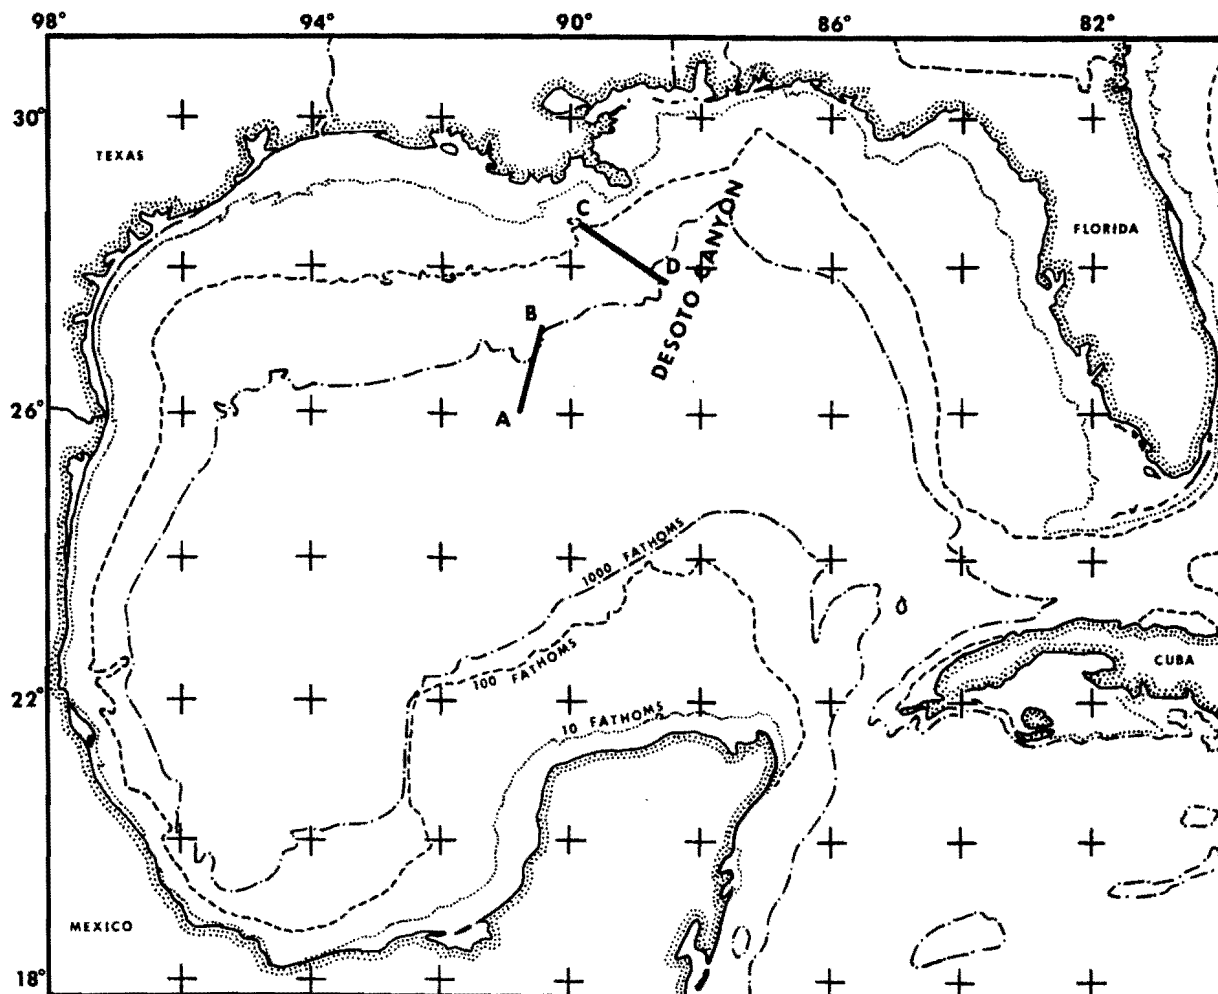 98° 94° 90° 86° 82°
30°
TEXAS
C
FLORIDA
D
DESOTO CANYON
B
26°
A
1000 FATHOMS
100 FATHOMS
CUBA
22°
10 FATHOMS
MEXICO
18°